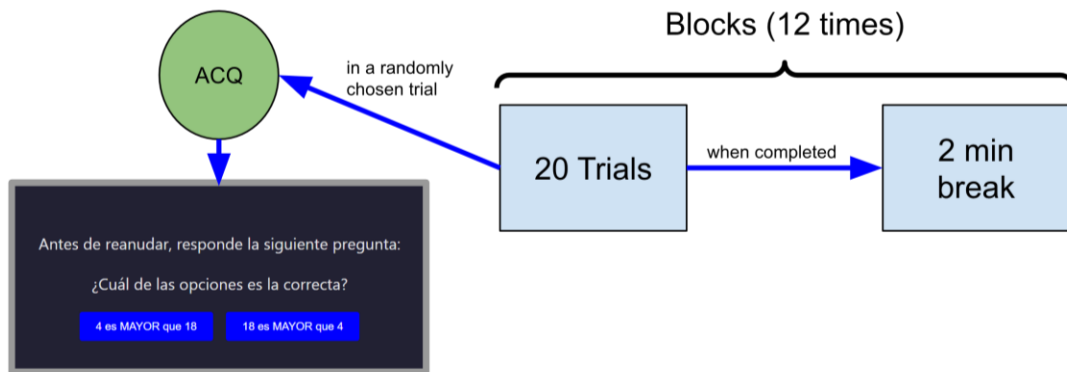 Blocks (12 times)
ACQ
in a randomly
chosen trial
20 Trials
when completed
2 min
break
Antes de reanudar, responde la siguiente pregunta:
¿Cuál de las opciones es la correcta?
4 es MAYOR que 18
18 es MAYOR que 4